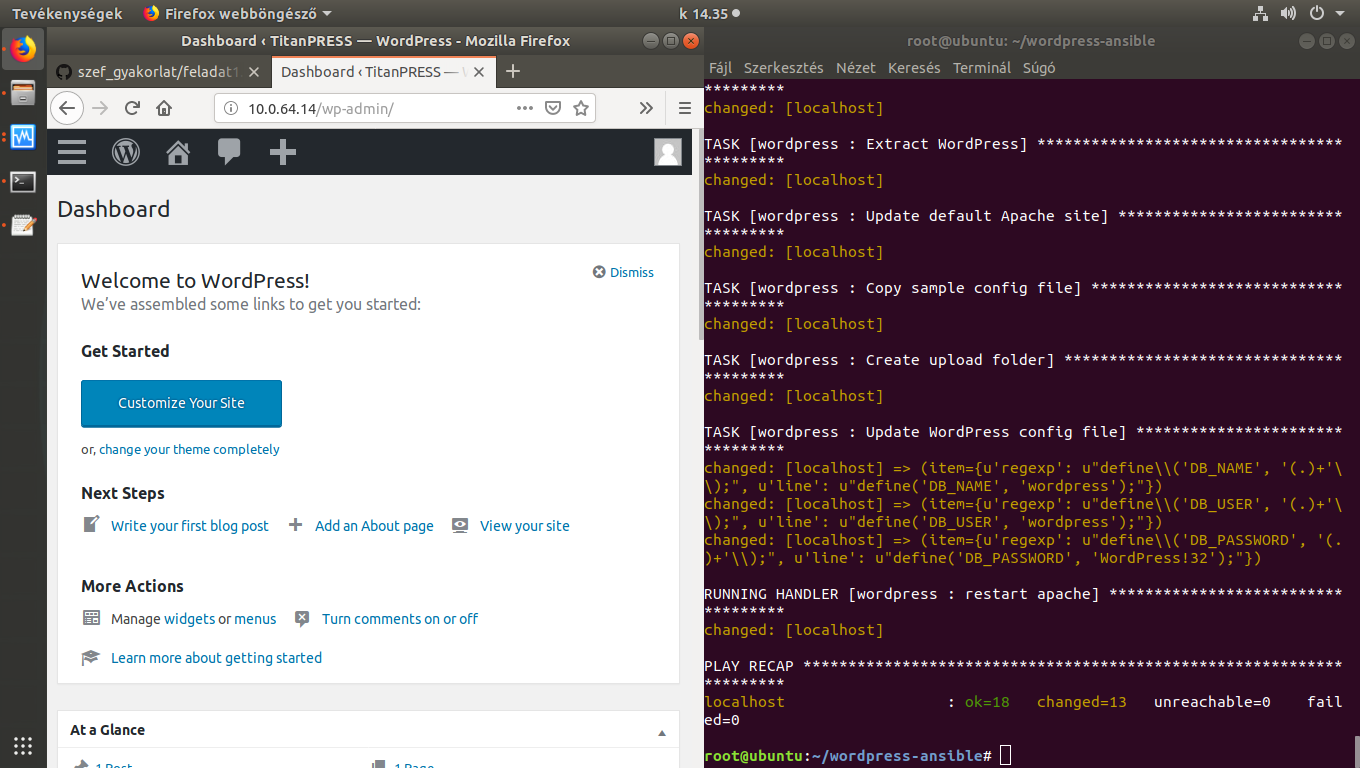 Tevékenységek
Firefox webböngésző
k 14.35
Dashboard ‹ TitanPRESS — WordPress - Mozilla Firefox
szef_gyakorlat/feladat1
Dashboard ‹ TitanPRESS —
10.0.64.14/wp-admin/
Dashboard
Welcome to WordPress!
Dismiss
We've assembled some links to get you started:
Get Started
Customize Your Site
or, change your theme completely
Next Steps
Write your first blog post
Add an About page
View your site
More Actions
Manage widgets or menus
Turn comments on or off
Learn more about getting started
At a Glance
1 Post
1 Page
root@ubuntu: ~/wordpress-ansible
Fájl Szerkesztés Nézet Keresés Terminál Súgó
*********
changed: [localhost]
TASK [wordpress : Extract WordPress] **********************************
*********
changed: [localhost]
TASK [wordpress : Update default Apache site] *************************
*********
changed: [localhost]
TASK [wordpress : Copy sample config file] ****************************
*********
changed: [localhost]
TASK [wordpress : Create upload folder] *******************************
*********
changed: [localhost]
TASK [wordpress : Update WordPress config file] ***********************
*********
changed: [localhost] => (item={u'regexp': u"define\\('DB_NAME', '(.)+'\
\);", u'line': u"define('DB_NAME', 'wordpress');"})
changed: [localhost] => (item={u'regexp': u"define\\('DB_USER', '(.)+'\
\);", u'line': u"define('DB_USER', 'wordpress');"})
changed: [localhost] => (item={u'regexp': u"define\\('DB_PASSWORD', '(.
)+'\\);", u'line': u"define('DB_PASSWORD', 'WordPress!32');"})
RUNNING HANDLER [wordpress : restart apache] **************************
*********
changed: [localhost]
PLAY RECAP ************************************************************
*********
localhost : ok=18 changed=13 unreachable=0 fail
ed=0
root@ubuntu:~/wordpress-ansible#